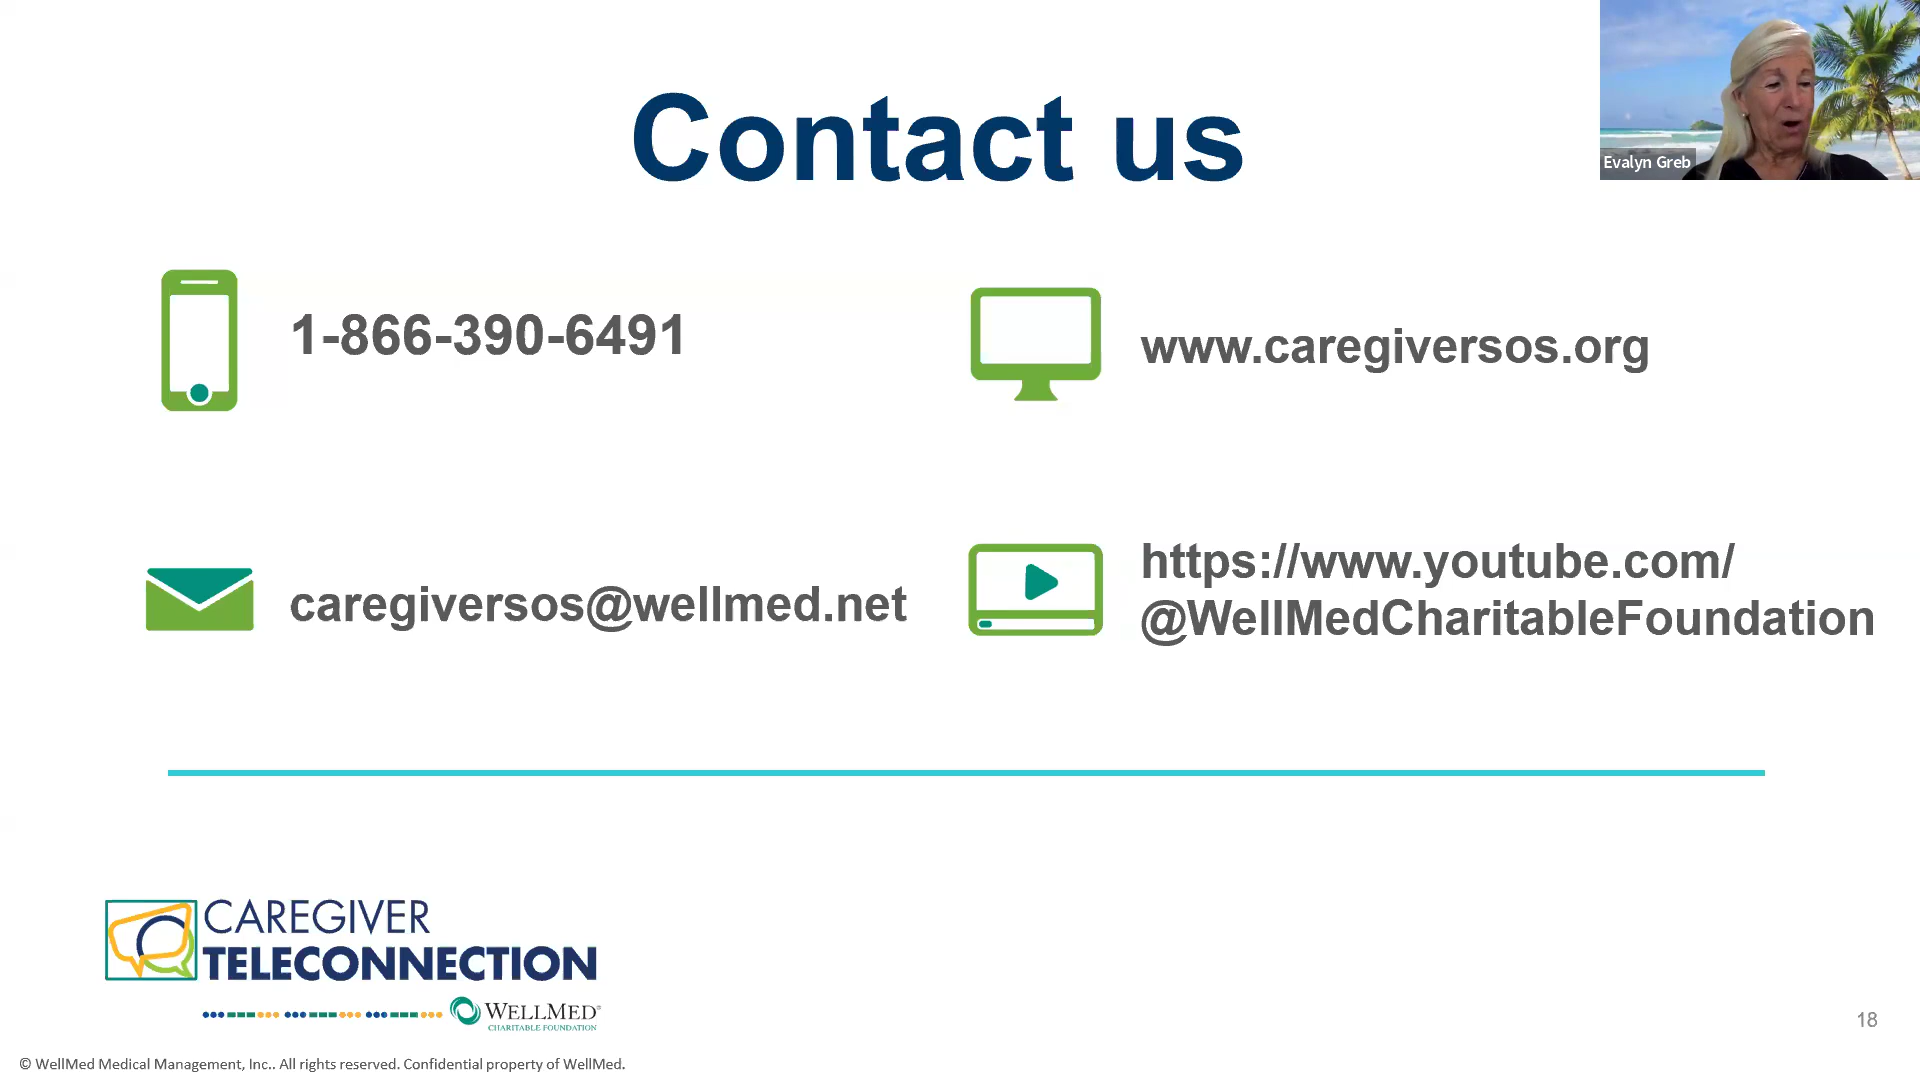 Contact us
Evalyn Greb
1-866-390-6491
www.caregiversos.org
caregiversos@wellmed.net
https://www.youtube.com/
@WellMedCharitableFoundation
CAREGIVER
TELECONNECTION
WELLMED®
CHARITABLE FOUNDATION
18
© WellMed Medical Management, Inc.. All rights reserved. Confidential property of WellMed.